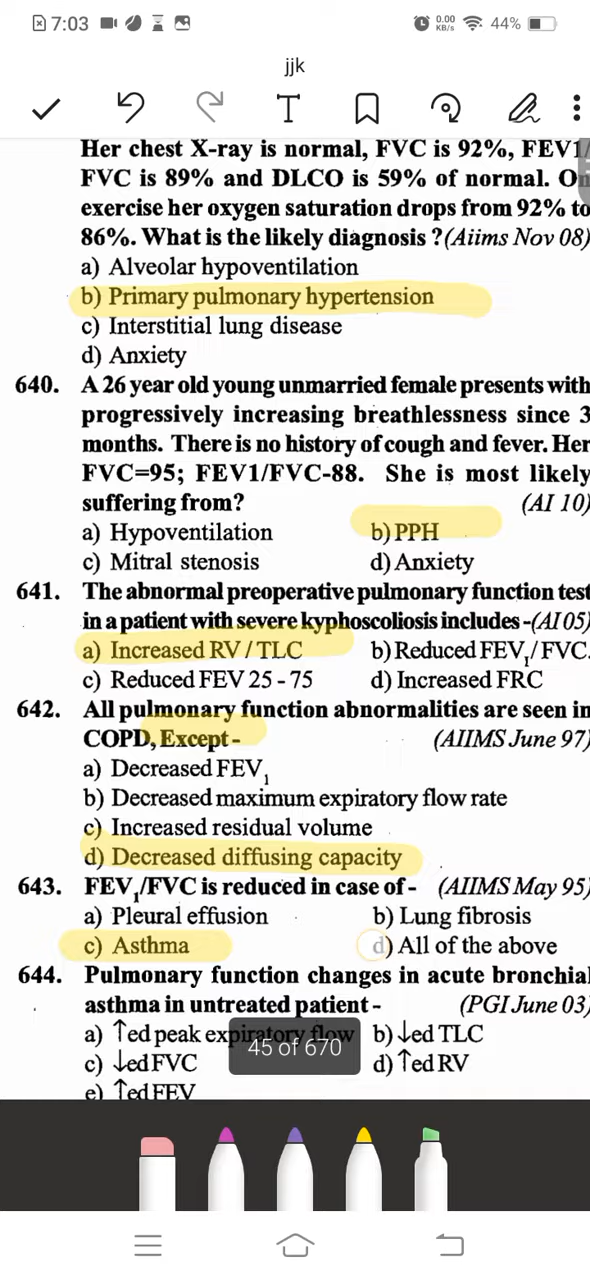 7:03
0.00
KB/s
44%
jjk
T
Her chest X-ray is normal, FVC is 92%, FEV1/
FVC is 89% and DLCO is 59% of normal. On
exercise her oxygen saturation drops from 92% to
86%. What is the likely diagnosis ?(Aiims Nov 08)
a) Alveolar hypoventilation
b) Primary pulmonary hypertension
c) Interstitial lung disease
d) Anxiety
640. A 26 year old young unmarried female presents with
progressively increasing breathlessness since 3
months. There is no history of cough and fever. Her
FVC=95; FEV1/FVC-88. She is most likely
suffering from? (AI 10)
a) Hypoventilation b) PPH
c) Mitral stenosis d) Anxiety
641. The abnormal preoperative pulmonary function test
in a patient with severe kyphoscoliosis includes -(AI 05)
a) Increased RV / TLC b) Reduced FEV₁/ FVC.
c) Reduced FEV 25 - 75 d) Increased FRC
642. All pulmonary function abnormalities are seen in
COPD, Except - (AIIMS June 97)
a) Decreased FEV₁
b) Decreased maximum expiratory flow rate
c) Increased residual volume
d) Decreased diffusing capacity
643. FEV₁/FVC is reduced in case of - (AIIMS May 95)
a) Pleural effusion b) Lung fibrosis
c) Asthma d) All of the above
644. Pulmonary function changes in acute bronchial
asthma in untreated patient - (PGI June 03)
a) ↑ed peak expiratory flow b) ↓ed TLC
c) ↓ed FVC d) ↑ed RV
e) ↑ed FEV
45 of 670